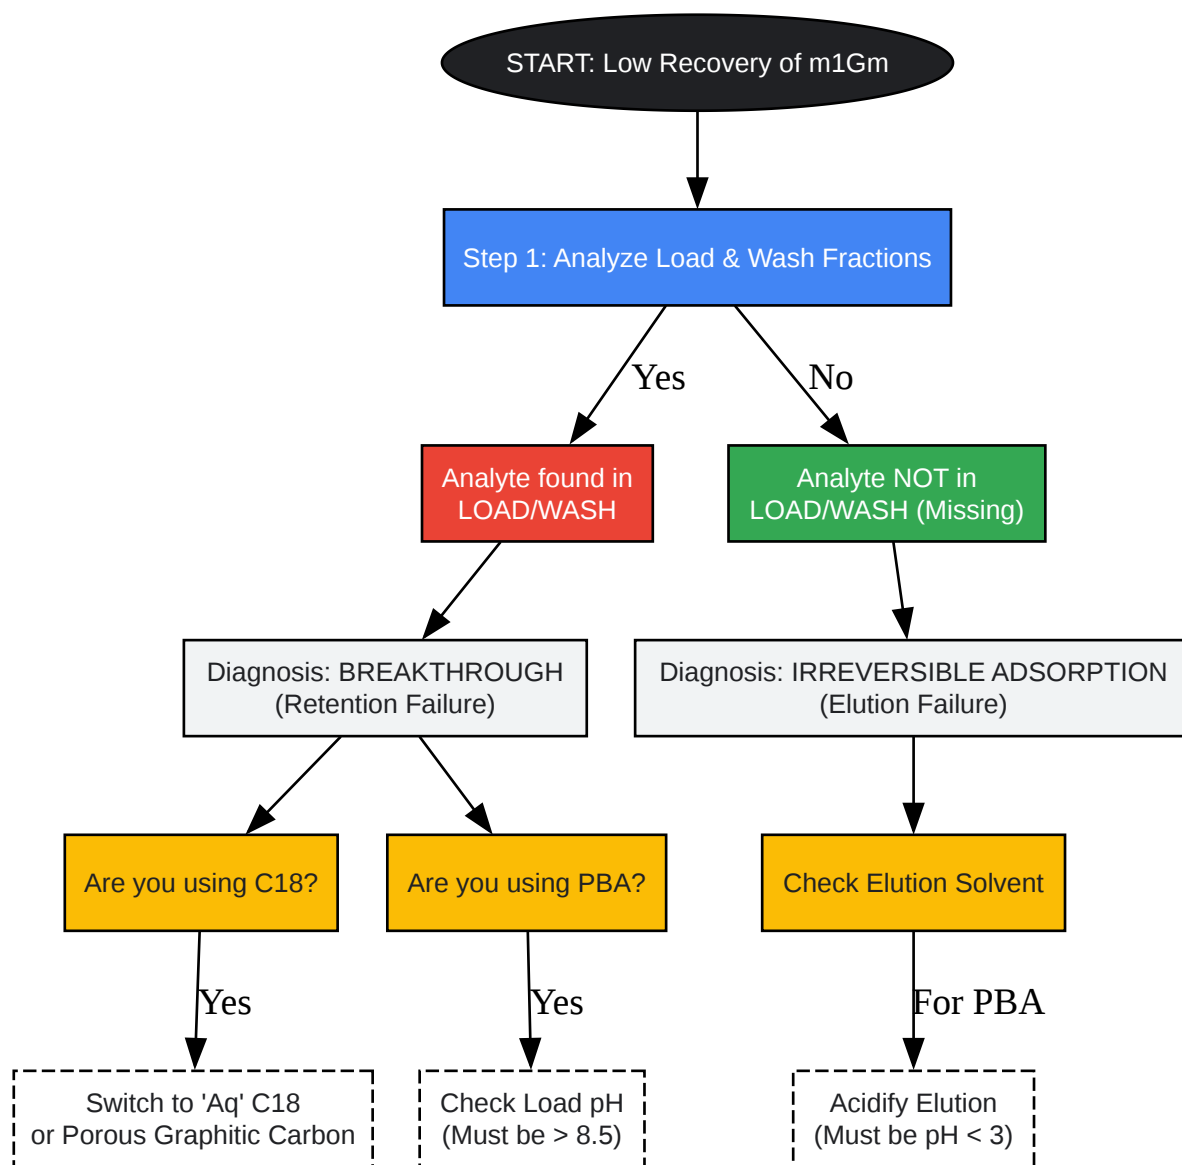 START: Low Recovery of m1Gm
Step 1: Analyze Load & Wash Fractions
Yes
No
Analyte found in
LOAD/WASH
Analyte NOT in
LOAD/WASH (Missing)
Diagnosis: BREAKTHROUGH
(Retention Failure)
Diagnosis: IRREVERSIBLE ADSORPTION
(Elution Failure)
Are you using C18?
Are you using PBA?
Check Elution Solvent
Yes
Yes
For PBA
Switch to 'Aq' C18
or Porous Graphitic Carbon
Check Load pH
(Must be > 8.5)
Acidify Elution
(Must be pH < 3)